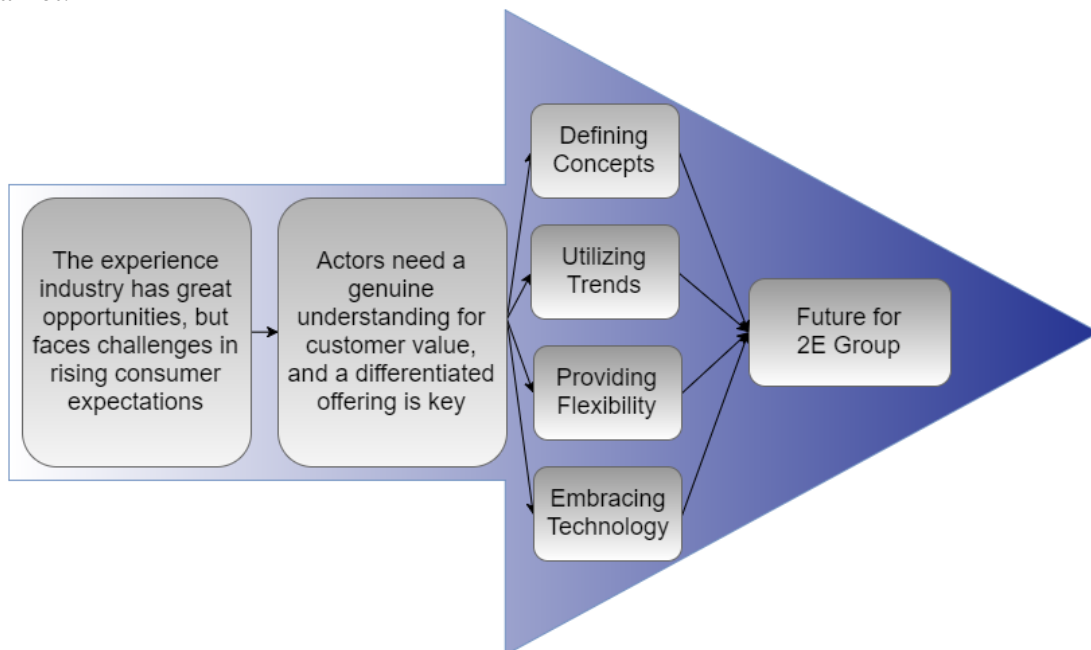 The experience
industry has great
opportunities, but
faces challenges in
rising consumer
expectations
Actors need a
genuine
understanding for
customer value,
and a differentiated
offering is key
Defining
Concepts
Utilizing
Trends
Providing
Flexibility
Embracing
Technology
Future for
2E Group